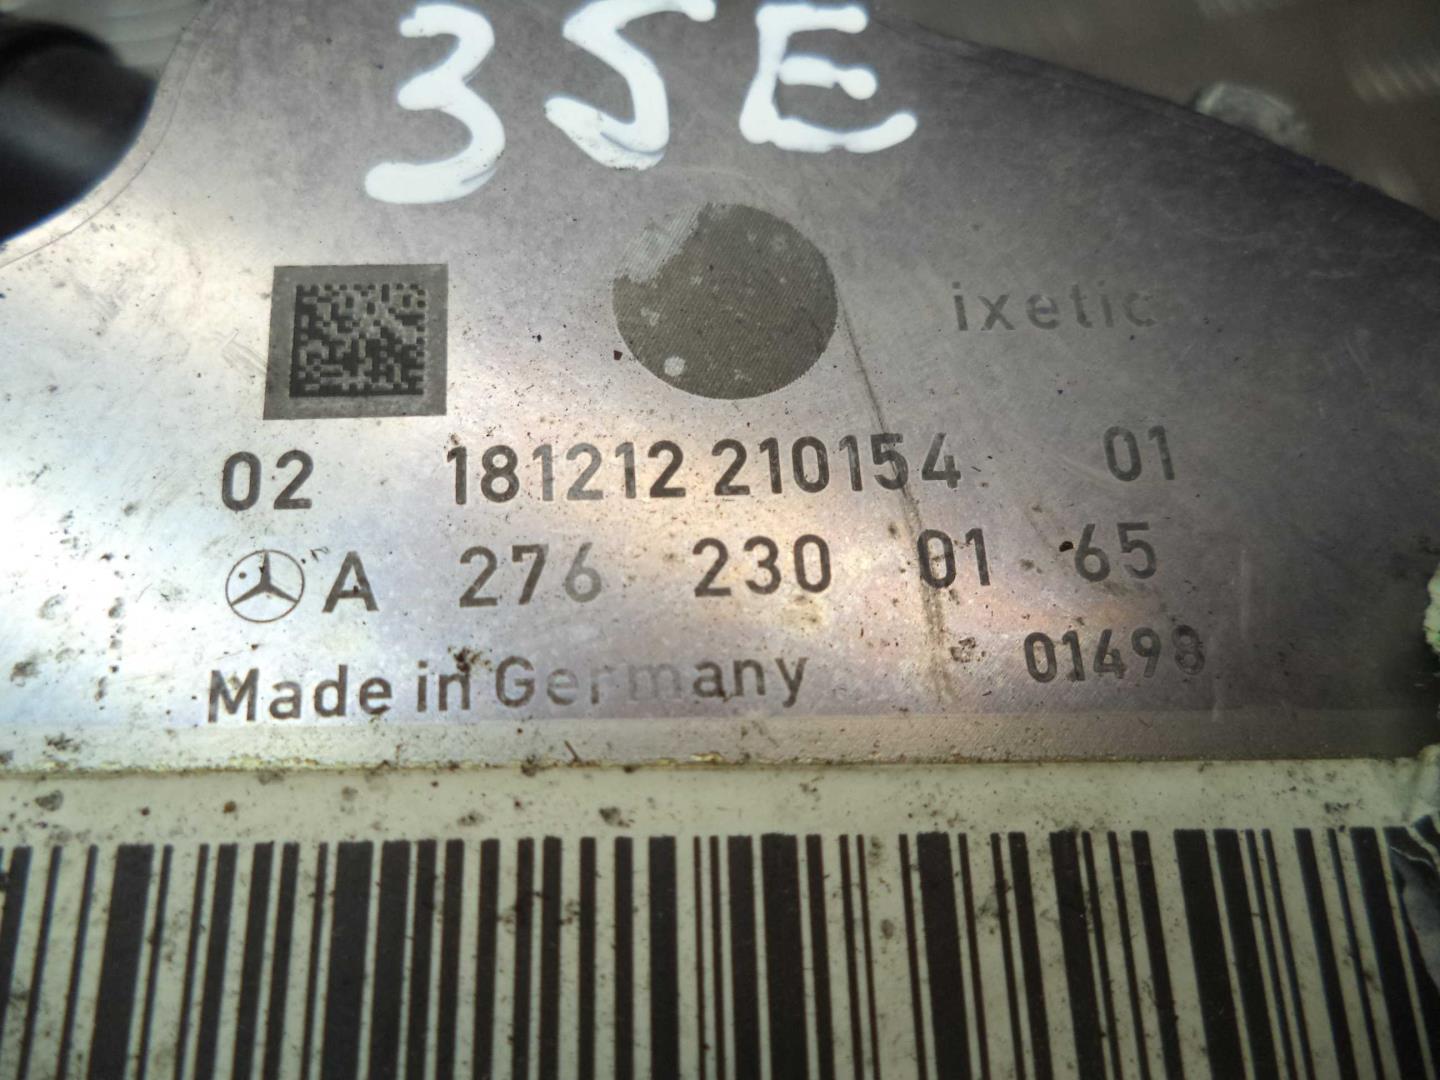 35E
ixetic
02 181212 210154 01
A 276 230 01 65
Made in Germany 01498